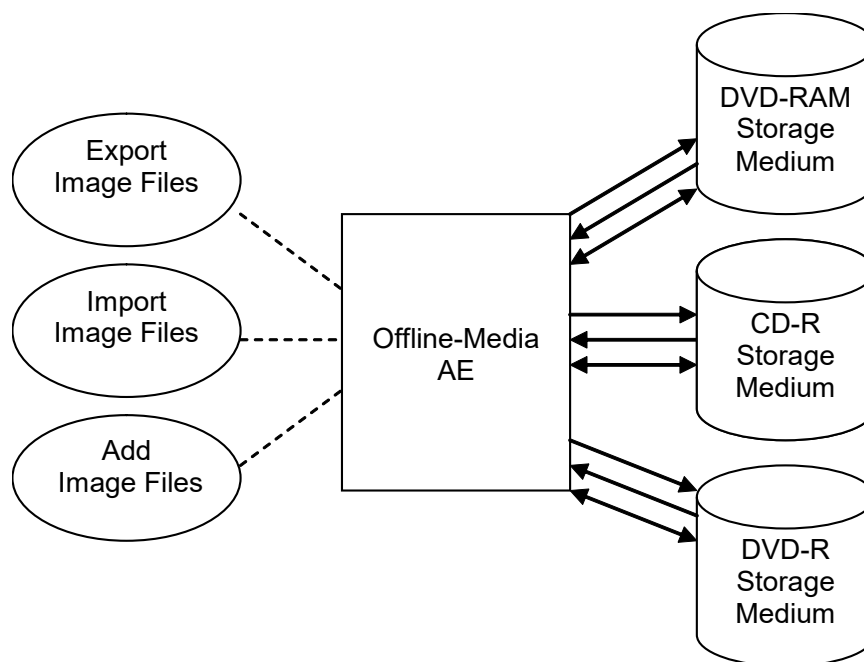 Export
Image Files
Import
Image Files
Add
Image Files
Offline-Media
AE
DVD-RAM
Storage
Medium
CD-R
Storage
Medium
DVD-R
Storage
Medium